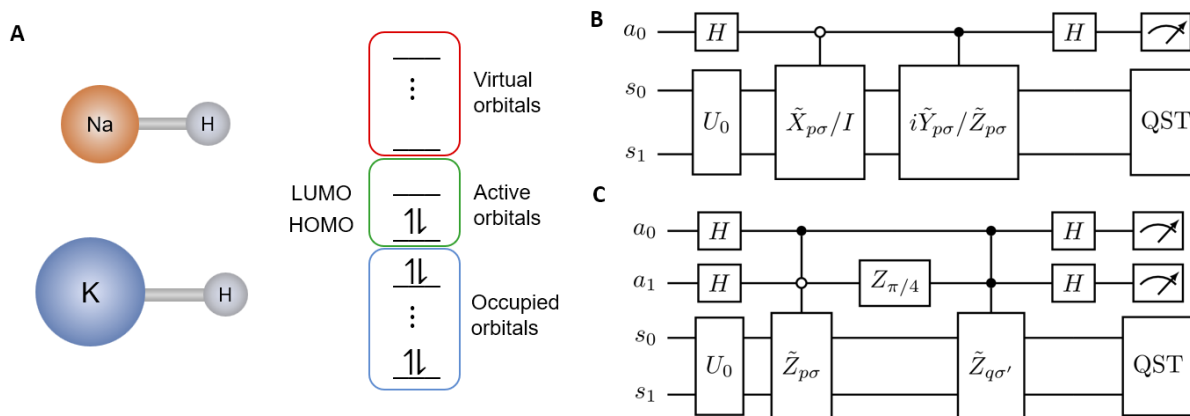 A
Na
H
K
H
LUMO
HOMO
Virtual
orbitals
Active
orbitals
Occupied
orbitals
B
a₀ H H
s₀
s₁
U₀ X̃ₚσ/I iỸₚσ/Z̃ₚσ QST
C
a₀ H H
a₁ H Z_{π/4} H
s₀
s₁
U₀ Z̃ₚσ Z̃_{qσ′} QST